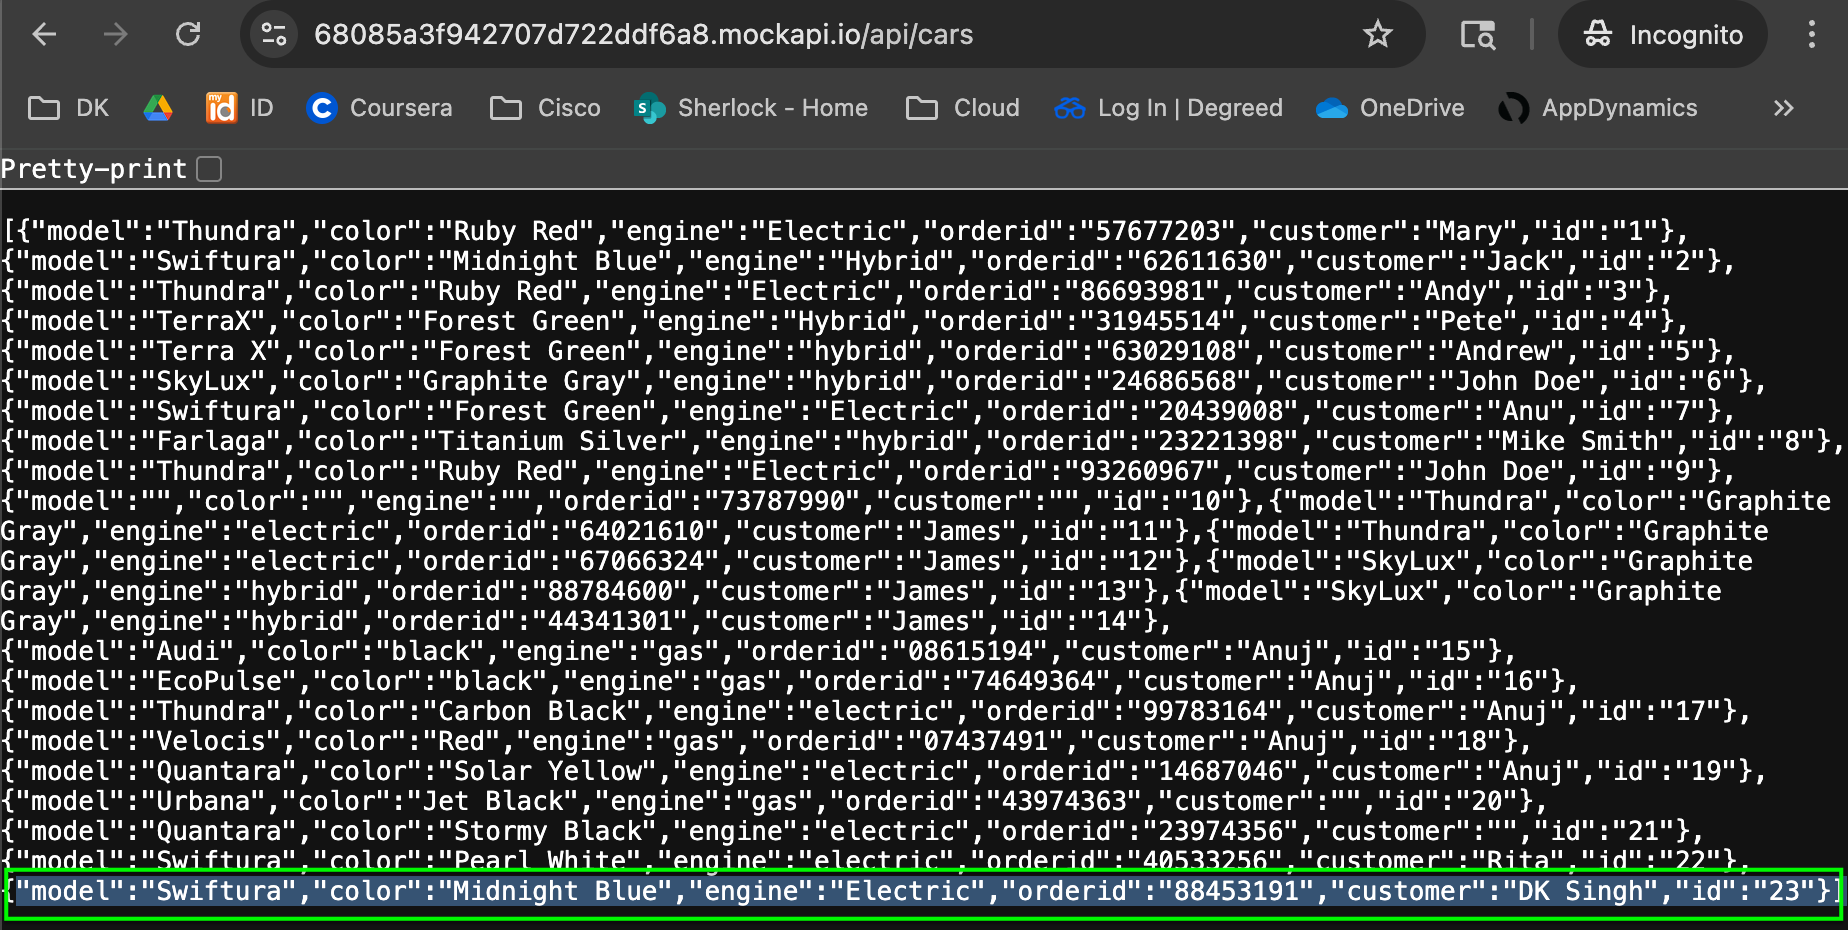 68085a3f942707d722ddf6a8.mockapi.io/api/cars
Incognito
DK
my id
ID
C
Coursera
Cisco
S
Sherlock - Home
Cloud
Log In | Degreed
OneDrive
AppDynamics
Pretty-print
[{"model":"Thundra","color":"Ruby Red","engine":"Electric","orderid":"57677203","customer":"Mary","id":"1"},
{"model":"Swiftura","color":"Midnight Blue","engine":"Hybrid","orderid":"62611630","customer":"Jack","id":"2"},
{"model":"Thundra","color":"Ruby Red","engine":"Electric","orderid":"86693981","customer":"Andy","id":"3"},
{"model":"TerraX","color":"Forest Green","engine":"Hybrid","orderid":"31945514","customer":"Pete","id":"4"},
{"model":"Terra X","color":"Forest Green","engine":"hybrid","orderid":"63029108","customer":"Andrew","id":"5"},
{"model":"SkyLux","color":"Graphite Gray","engine":"hybrid","orderid":"24686568","customer":"John Doe","id":"6"},
{"model":"Swiftura","color":"Forest Green","engine":"Electric","orderid":"20439008","customer":"Anu","id":"7"},
{"model":"Farlaga","color":"Titanium Silver","engine":"hybrid","orderid":"23221398","customer":"Mike Smith","id":"8"},
{"model":"Thundra","color":"Ruby Red","engine":"Electric","orderid":"93260967","customer":"John Doe","id":"9"},
{"model":"","color":"","engine":"","orderid":"73787990","customer":"","id":"10"},{"model":"Thundra","color":"Graphite
Gray","engine":"electric","orderid":"64021610","customer":"James","id":"11"},{"model":"Thundra","color":"Graphite
Gray","engine":"electric","orderid":"67066324","customer":"James","id":"12"},{"model":"SkyLux","color":"Graphite
Gray","engine":"hybrid","orderid":"88784600","customer":"James","id":"13"},{"model":"SkyLux","color":"Graphite
Gray","engine":"hybrid","orderid":"44341301","customer":"James","id":"14"},
{"model":"Audi","color":"black","engine":"gas","orderid":"08615194","customer":"Anuj","id":"15"},
{"model":"EcoPulse","color":"black","engine":"gas","orderid":"74649364","customer":"Anuj","id":"16"},
{"model":"Thundra","color":"Carbon Black","engine":"electric","orderid":"99783164","customer":"Anuj","id":"17"},
{"model":"Velocis","color":"Red","engine":"gas","orderid":"07437491","customer":"Anuj","id":"18"},
{"model":"Quantara","color":"Solar Yellow","engine":"electric","orderid":"14687046","customer":"Anuj","id":"19"},
{"model":"Urbana","color":"Jet Black","engine":"gas","orderid":"43974363","customer":"","id":"20"},
{"model":"Quantara","color":"Stormy Black","engine":"electric","orderid":"23974356","customer":"","id":"21"},
{"model":"Swiftura","color":"Pearl White","engine":"electric","orderid":"40533256","customer":"Rita","id":"22"},
{"model":"Swiftura","color":"Midnight Blue","engine":"Electric","orderid":"88453191","customer":"DK Singh","id":"23"}]